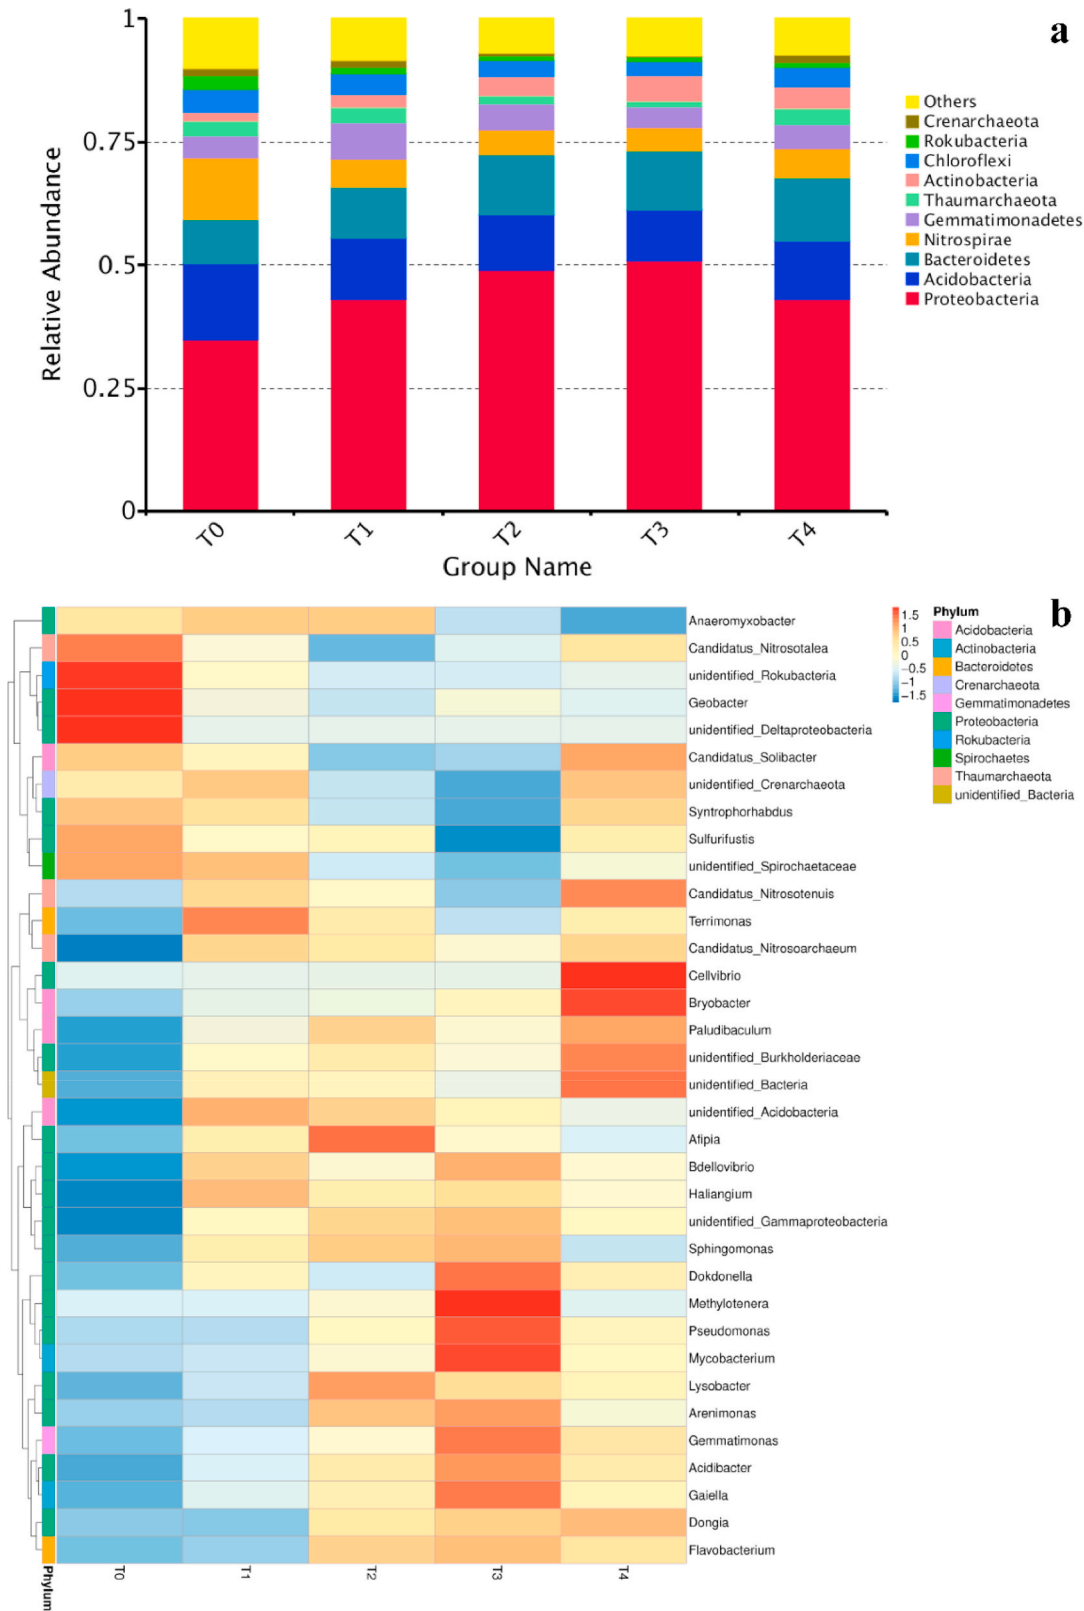 a
1
0.75
0.5
0.25
0
Relative Abundance
T0
T1
T2
T3
T4
Group Name
Others
Crenarchaeota
Rokubacteria
Chloroflexi
Actinobacteria
Thaumarchaeota
Gemmatimonadetes
Nitrospirae
Bacteroidetes
Acidobacteria
Proteobacteria
b
Anaeromyxobacter
Candidatus_Nitrosotalea
unidentified_Rokubacteria
Geobacter
unidentified_Deltaproteobacteria
Candidatus_Solibacter
unidentified_Crenarchaeota
Syntrophorhabdus
Sulfurifustis
unidentified_Spirochaetaceae
Candidatus_Nitrosotenuis
Terrimonas
Candidatus_Nitrosoarchaeum
Cellvibrio
Bryobacter
Paludibaculum
unidentified_Burkholderiaceae
unidentified_Bacteria
unidentified_Acidobacteria
Afipia
Bdellovibrio
Haliangium
unidentified_Gammaproteobacteria
Sphingomonas
Dokdonella
Methylotenera
Pseudomonas
Mycobacterium
Lysobacter
Arenimonas
Gemmatimonas
Acidibacter
Gaiella
Dongia
Flavobacterium
Phylum
T0
T1
T2
T3
T4
1.5
1
0.5
0
−0.5
−1
−1.5
Phylum
Acidobacteria
Actinobacteria
Bacteroidetes
Crenarchaeota
Gemmatimonadetes
Proteobacteria
Rokubacteria
Spirochaetes
Thaumarchaeota
unidentified_Bacteria